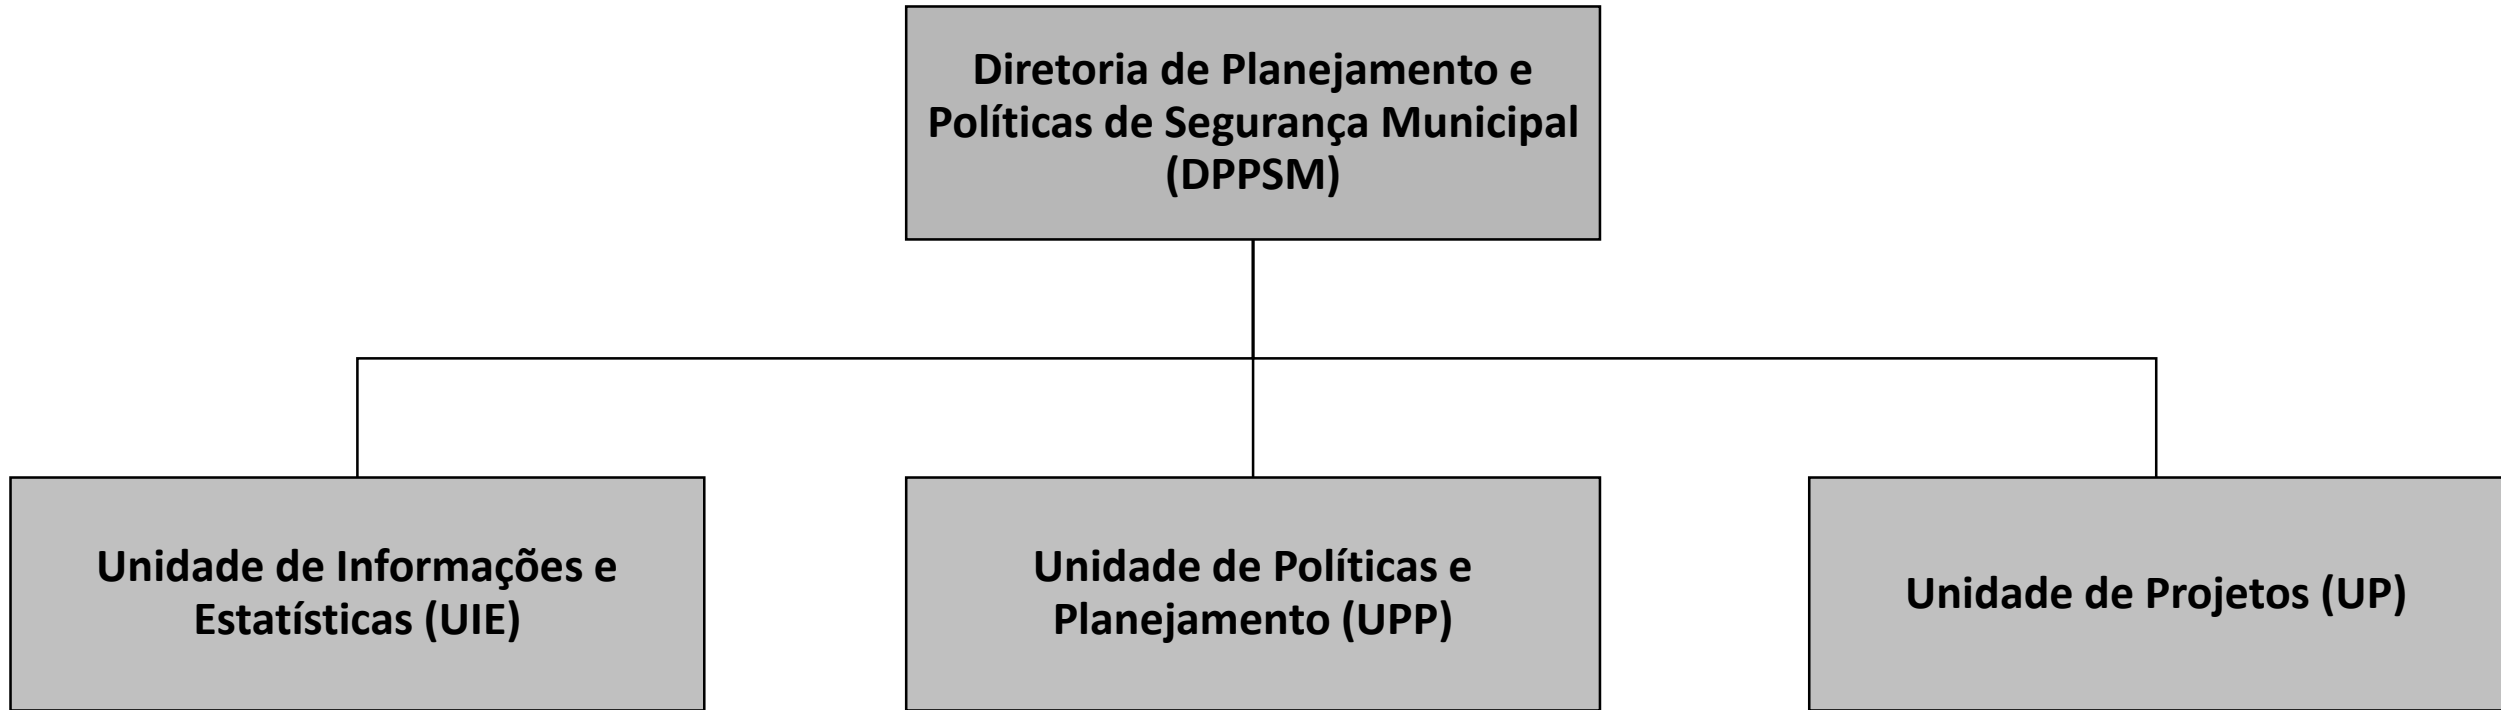 Diretoria de Planejamento e
Políticas de Segurança Municipal
(DPPSM)
Unidade de Informações e
Estatísticas (UIE)
Unidade de Políticas e
Planejamento (UPP)
Unidade de Projetos (UP)